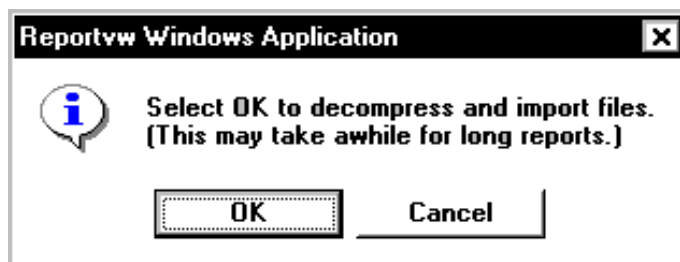 Reportvw Windows Application
Select OK to decompress and import files.
(This may take awhile for long reports.)
OK
Cancel